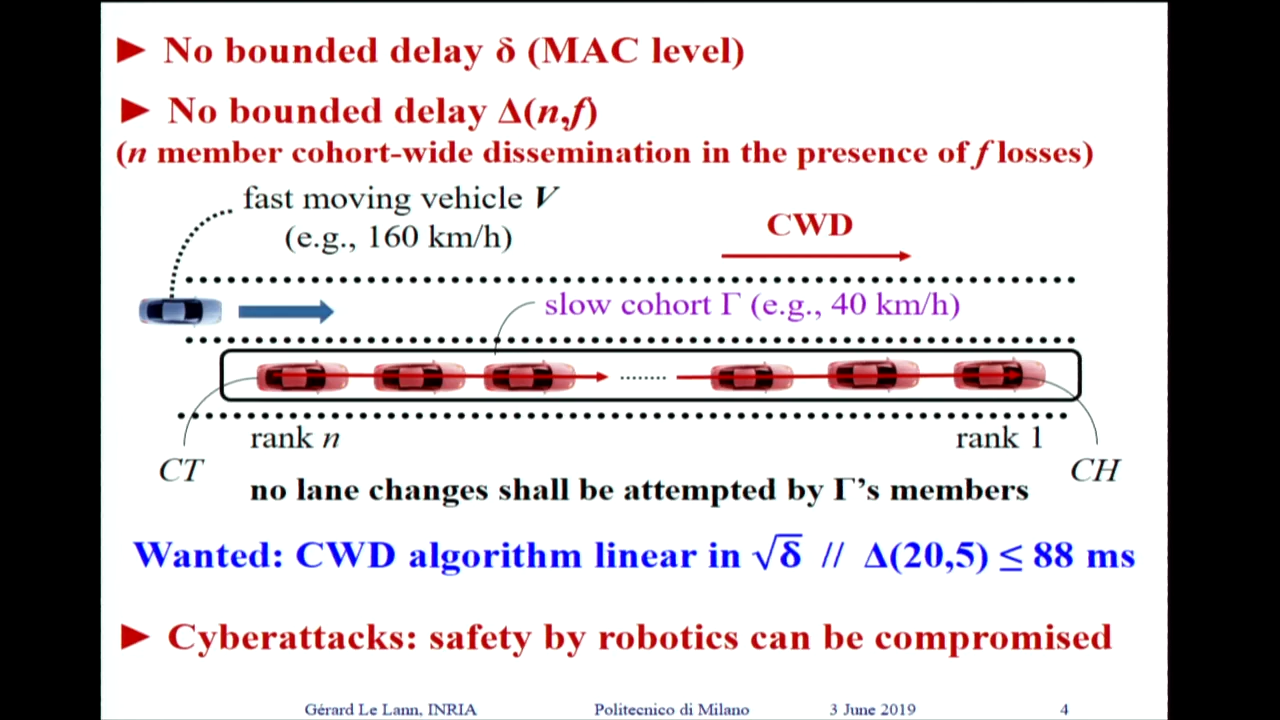 ► No bounded delay δ (MAC level)
► No bounded delay Δ(n,f)
(n member cohort-wide dissemination in the presence of f losses)
fast moving vehicle V
(e.g., 160 km/h)
CWD
slow cohort Γ (e.g., 40 km/h)
rank n
rank 1
CT
CH
no lane changes shall be attempted by Γ’s members
Wanted: CWD algorithm linear in √δ // Δ(20,5) ≤ 88 ms
► Cyberattacks: safety by robotics can be compromised
Gérard Le Lann, INRIA Politecnico di Milano 3 June 2019 4